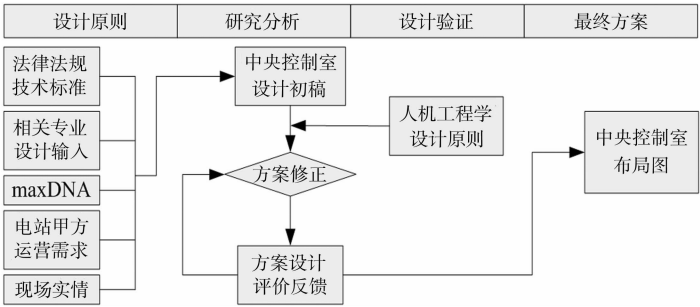 设计原则
研究分析
设计验证
最终方案
法律法规
技术标准
相关专业
设计输入
maxDNA
电站甲方
运营需求
现场实情
中央控制室
设计初稿
人机工程学
设计原则
方案修正
方案设计
评价反馈
中央控制室
布局图